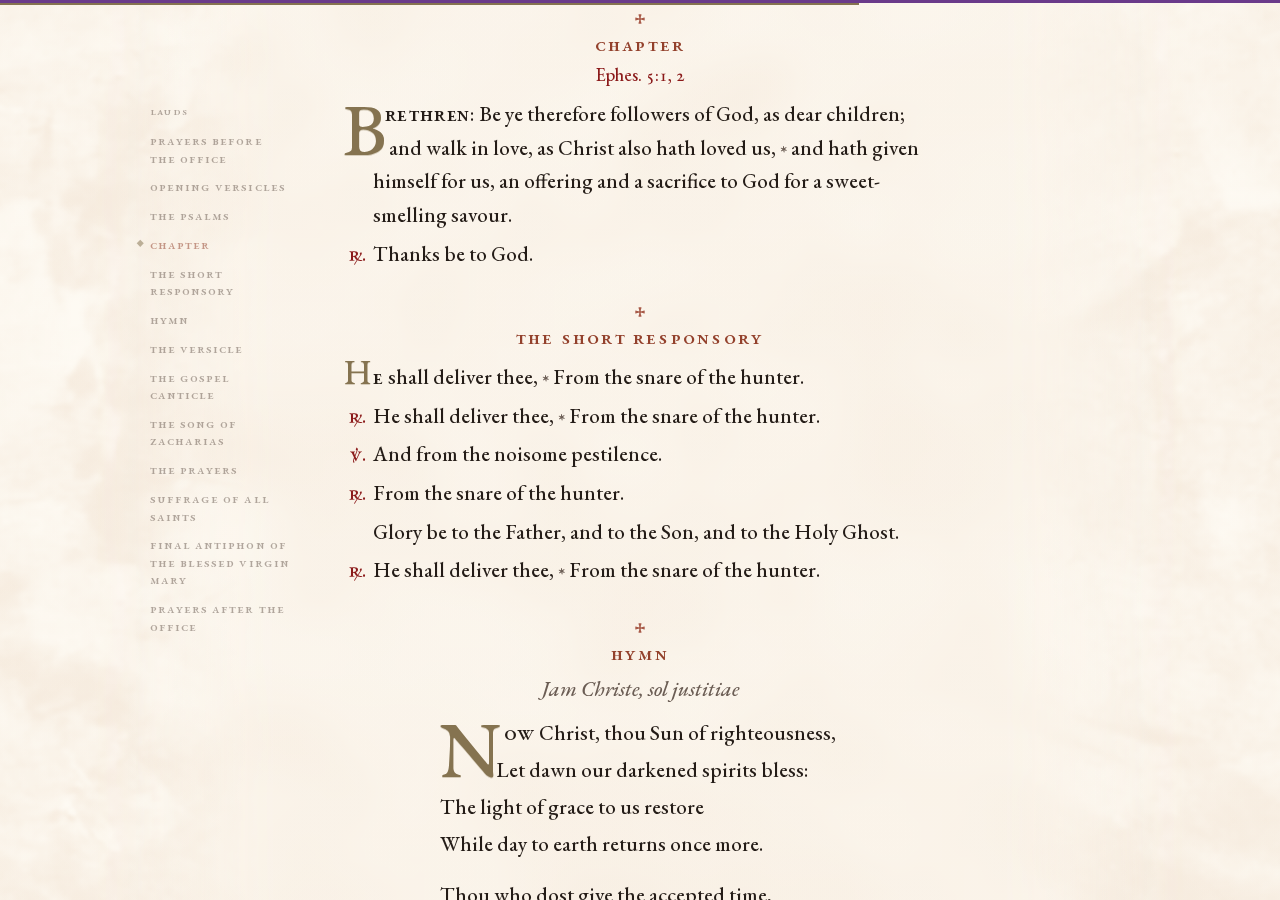 ✠
CHAPTER
Ephes. 5:1, 2
LAUDS
PRAYERS BEFORE
THE OFFICE
OPENING VERSICLES
THE PSALMS
CHAPTER
THE SHORT
RESPONSORY
HYMN
THE VERSICLE
THE GOSPEL
CANTICLE
THE SONG OF
ZACHARIAS
THE PRAYERS
SUFFRAGE OF ALL
SAINTS
FINAL ANTIPHON OF
THE BLESSED VIRGIN
MARY
PRAYERS AFTER THE
OFFICE
BRETHREN: Be ye therefore followers of God, as dear children;
and walk in love, as Christ also hath loved us, * and hath given
himself for us, an offering and a sacrifice to God for a sweet-
smelling savour.
℟. Thanks be to God.
✠
THE SHORT RESPONSORY
HE shall deliver thee, * From the snare of the hunter.
℟. He shall deliver thee, * From the snare of the hunter.
℣. And from the noisome pestilence.
℟. From the snare of the hunter.
Glory be to the Father, and to the Son, and to the Holy Ghost.
℟. He shall deliver thee, * From the snare of the hunter.
✠
HYMN
Jam Christe, sol justitiae
NOW Christ, thou Sun of righteousness,
Let dawn our darkened spirits bless:
The light of grace to us restore
While day to earth returns once more.
Thou who dost give the accepted time,